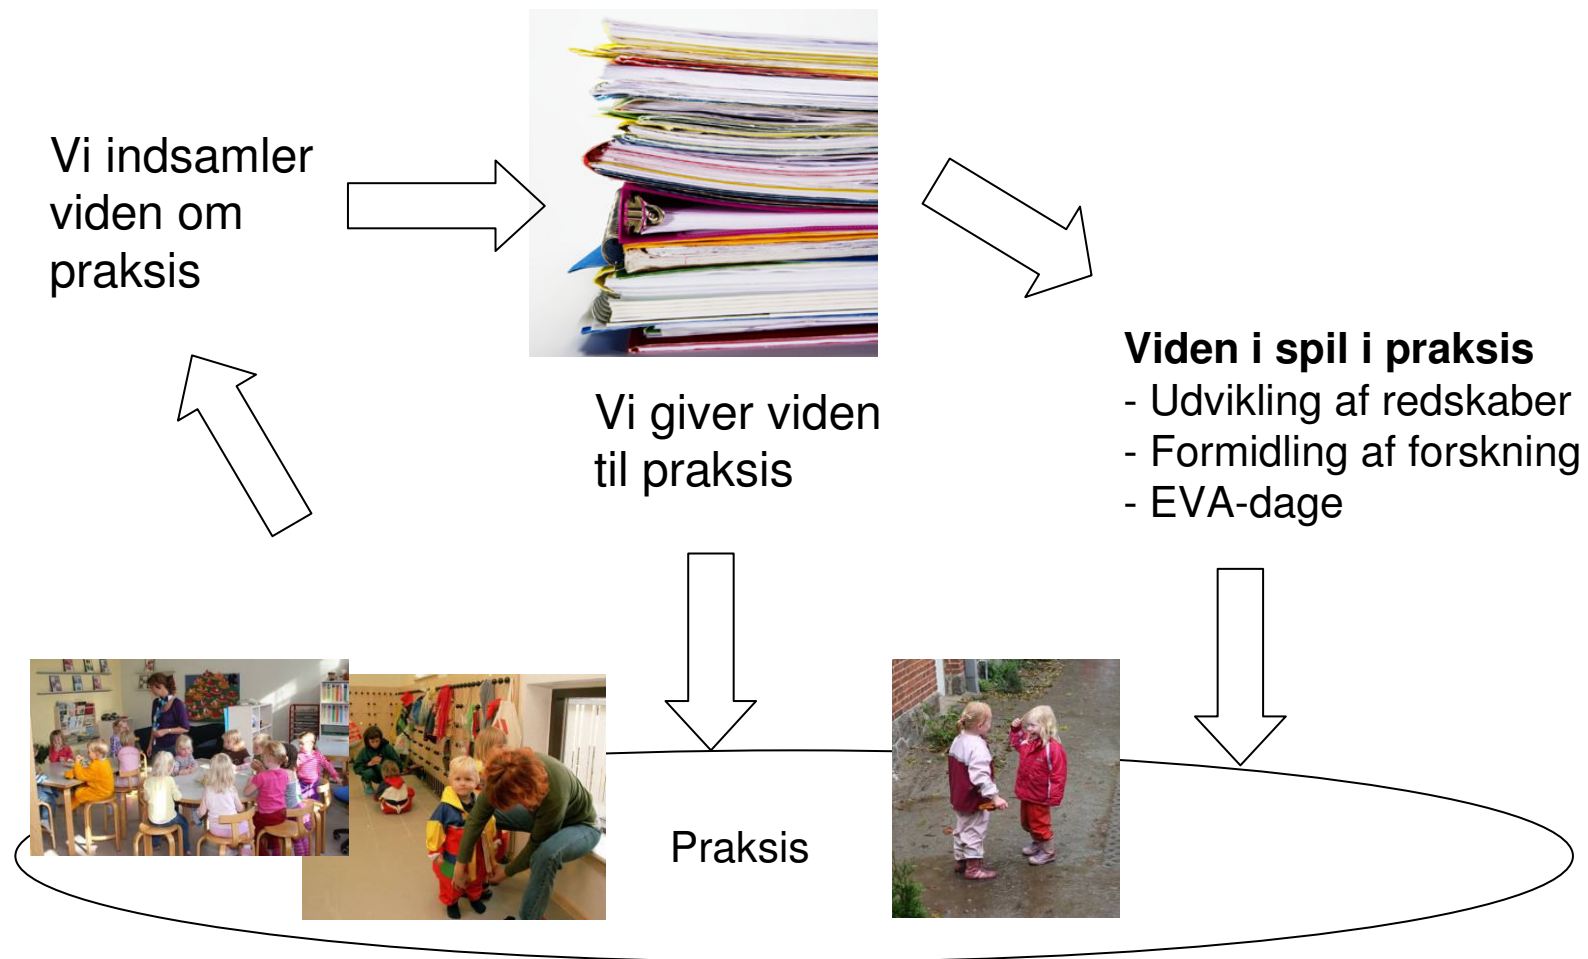 Vi indsamler
viden om
praksis
Vi giver viden
til praksis
Viden i spil i praksis
- Udvikling af redskaber
- Formidling af forskning
- EVA-dage
Praksis